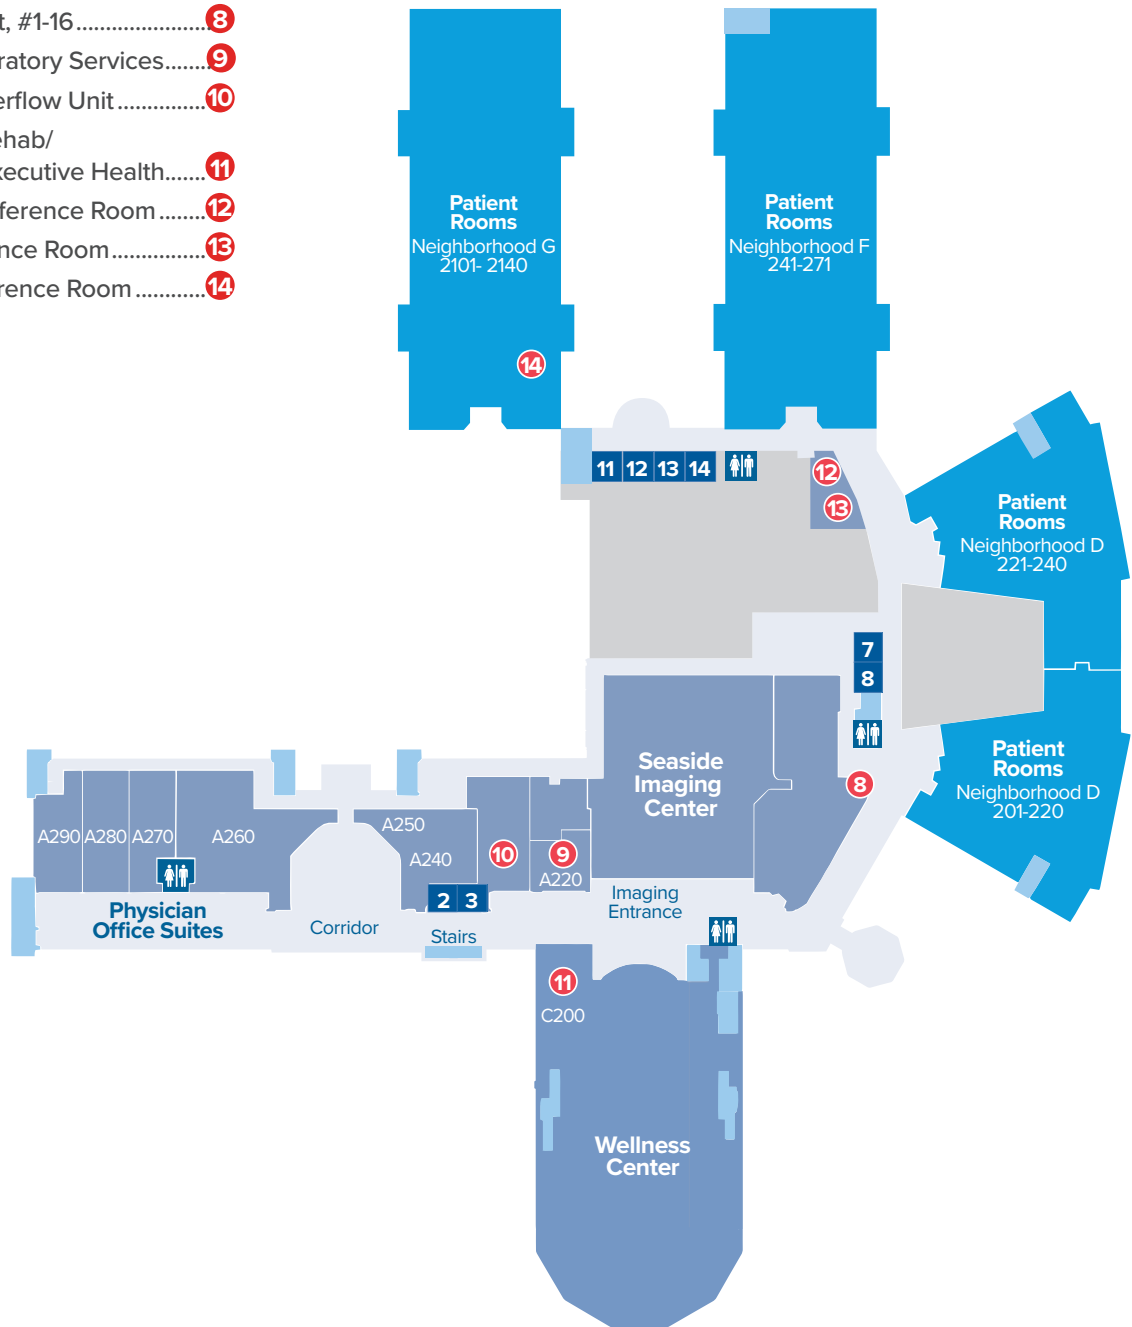 t, #1-16......................8
ratory Services........9
erflow Unit...............10
ehab/
xecutive Health.......11
ference Room........12
nce Room................13
rence Room............14
Patient
Rooms
Neighborhood G
2101- 2140
14
Patient
Rooms
Neighborhood F
241-271
11 12 13 14
12
13
Patient
Rooms
Neighborhood D
221-240
7
8
8
Patient
Rooms
Neighborhood D
201-220
Seaside
Imaging
Center
A290 A280 A270 A260
A250
A240
10
9
A220
2 3
Physician
Office Suites
Corridor
Stairs
Imaging
Entrance
11
C200
Wellness
Center